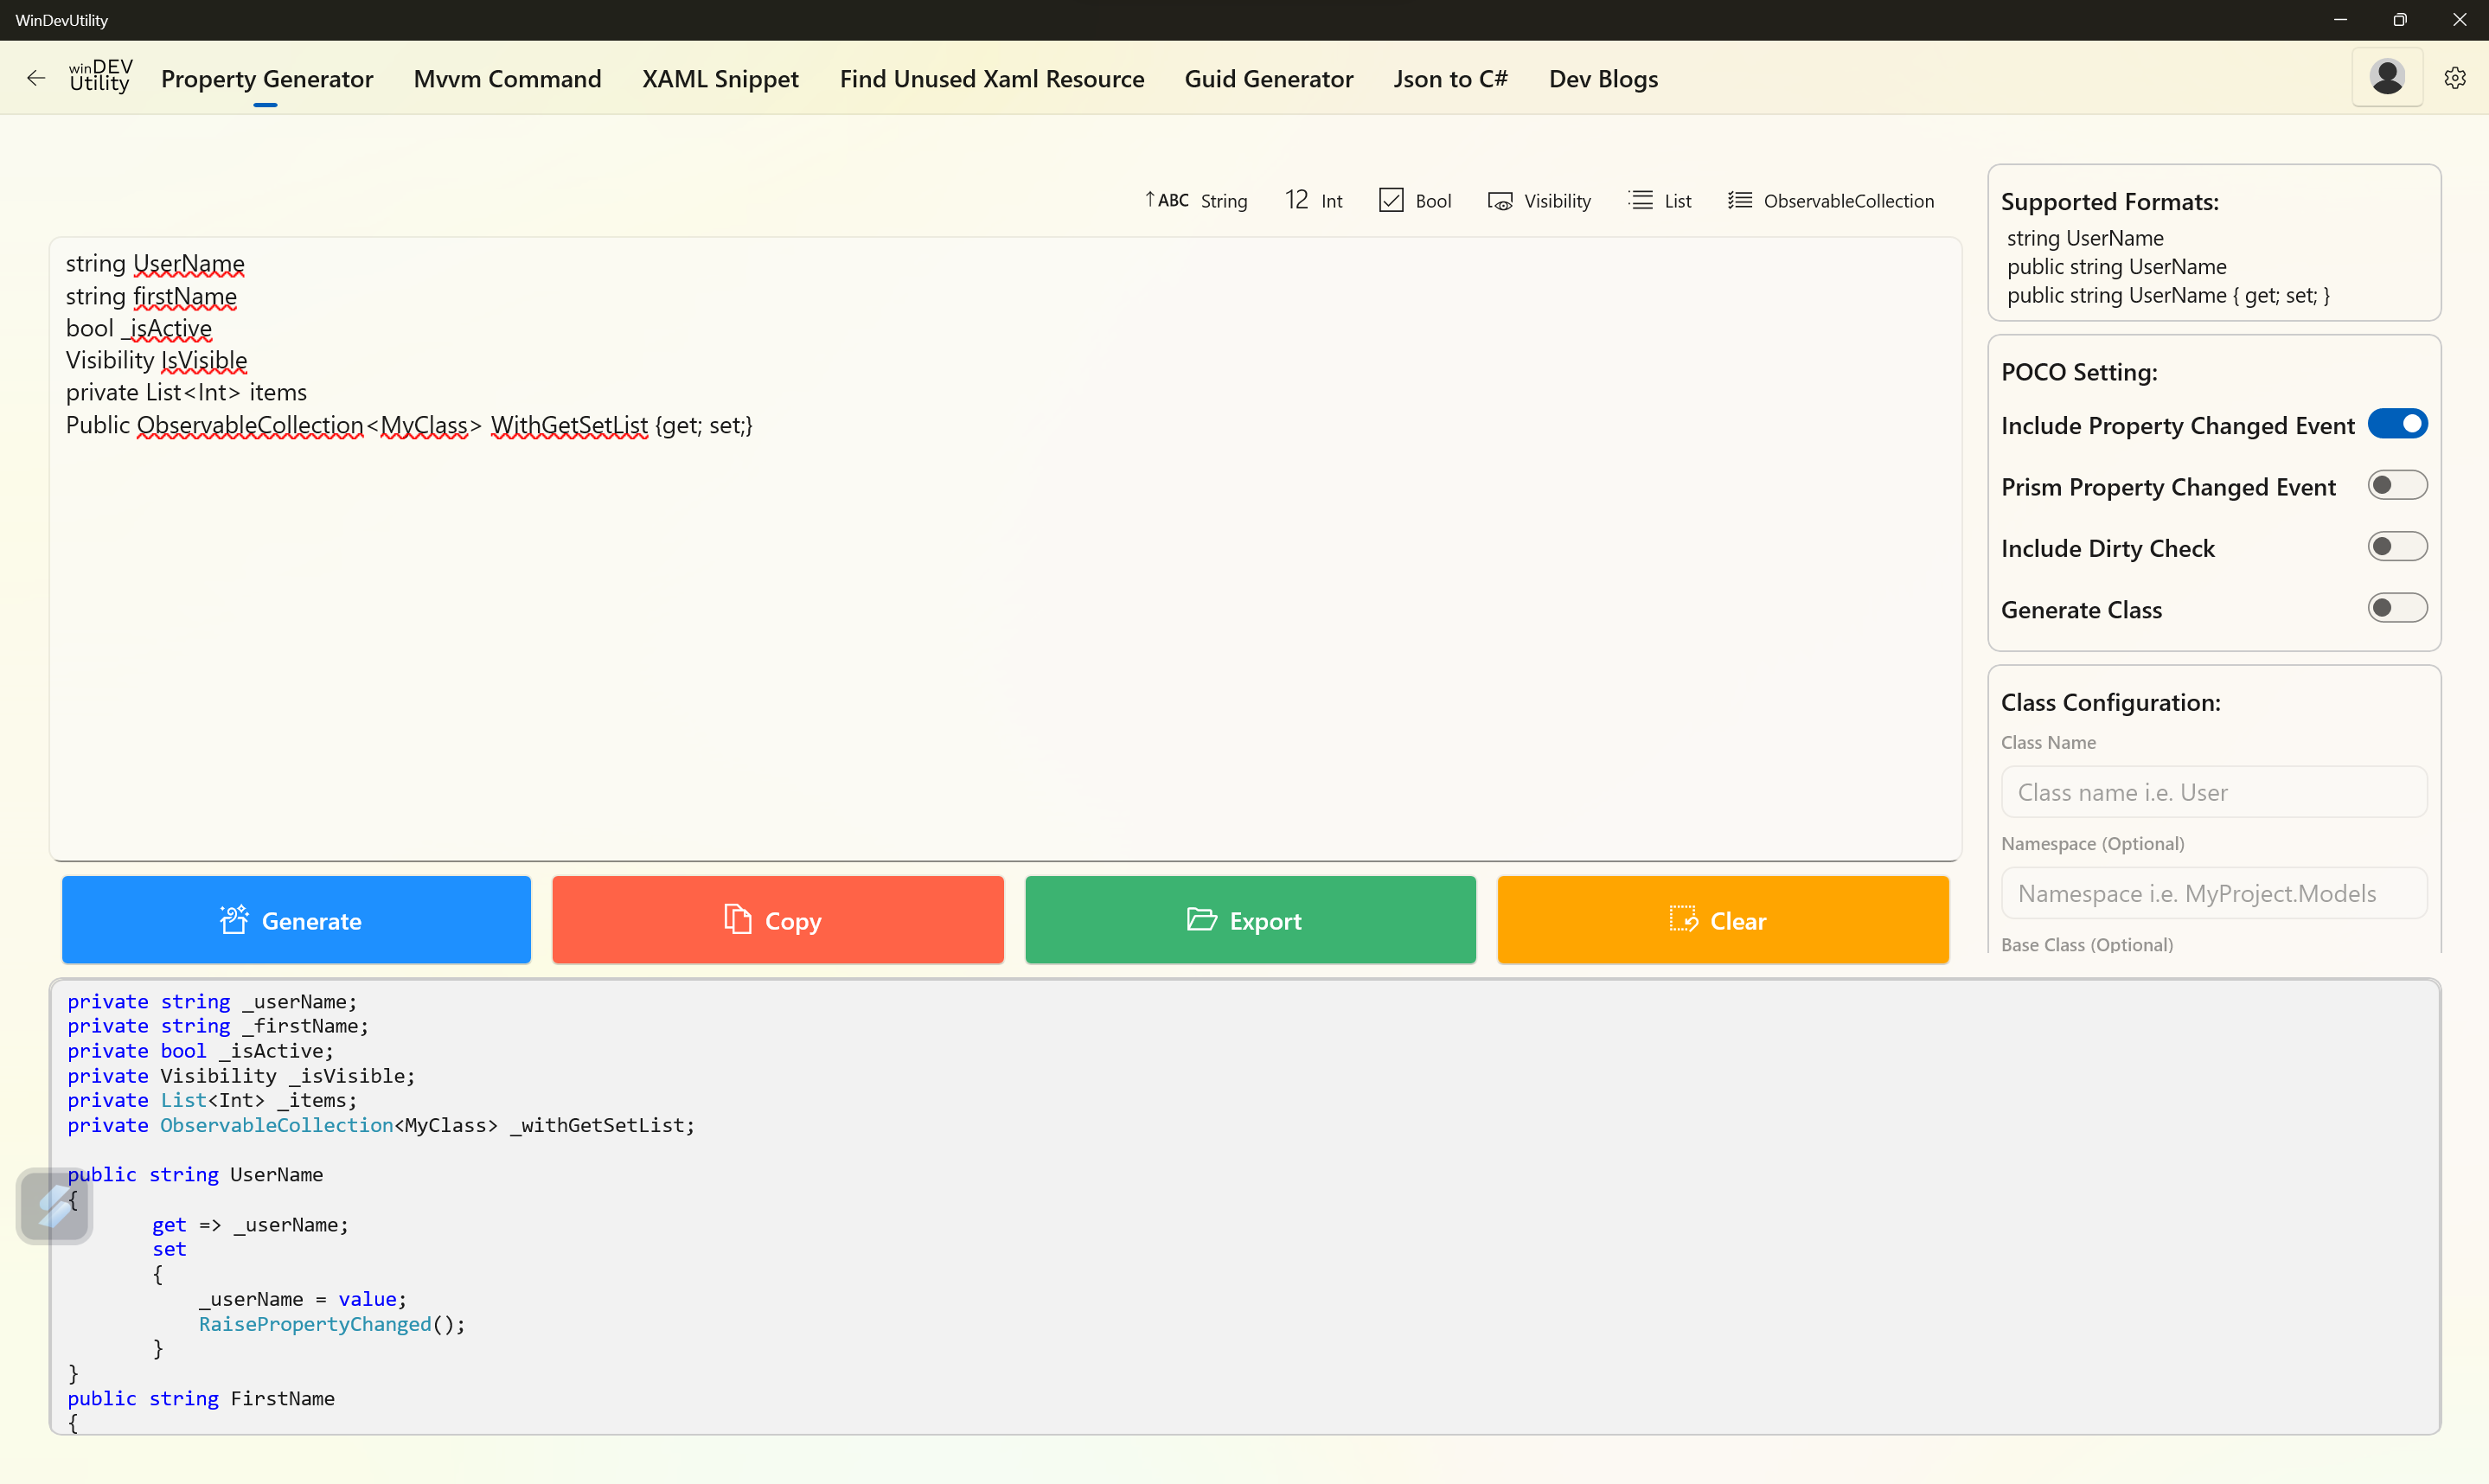 WinDevUtility
winDEV
Utility
Property Generator Mvvm Command XAML Snippet Find Unused Xaml Resource Guid Generator Json to C# Dev Blogs
ABC String 12 Int Bool Visibility List ObservableCollection
string UserName
string firstName
bool _isActive
Visibility IsVisible
private List<Int> items
Public ObservableCollection<MyClass> WithGetSetList {get; set;}
Supported Formats:
string UserName
public string UserName
public string UserName { get; set; }
POCO Setting:
Include Property Changed Event
Prism Property Changed Event
Include Dirty Check
Generate Class
Class Configuration:
Class Name
Class name i.e. User
Namespace (Optional)
Namespace i.e. MyProject.Models
Base Class (Optional)
Generate Copy Export Clear
private string _userName;
private string _firstName;
private bool _isActive;
private Visibility _isVisible;
private List<Int> _items;
private ObservableCollection<MyClass> _withGetSetList;
public string UserName
{
get => _userName;
set
{
_userName = value;
RaisePropertyChanged();
}
}
public string FirstName
{